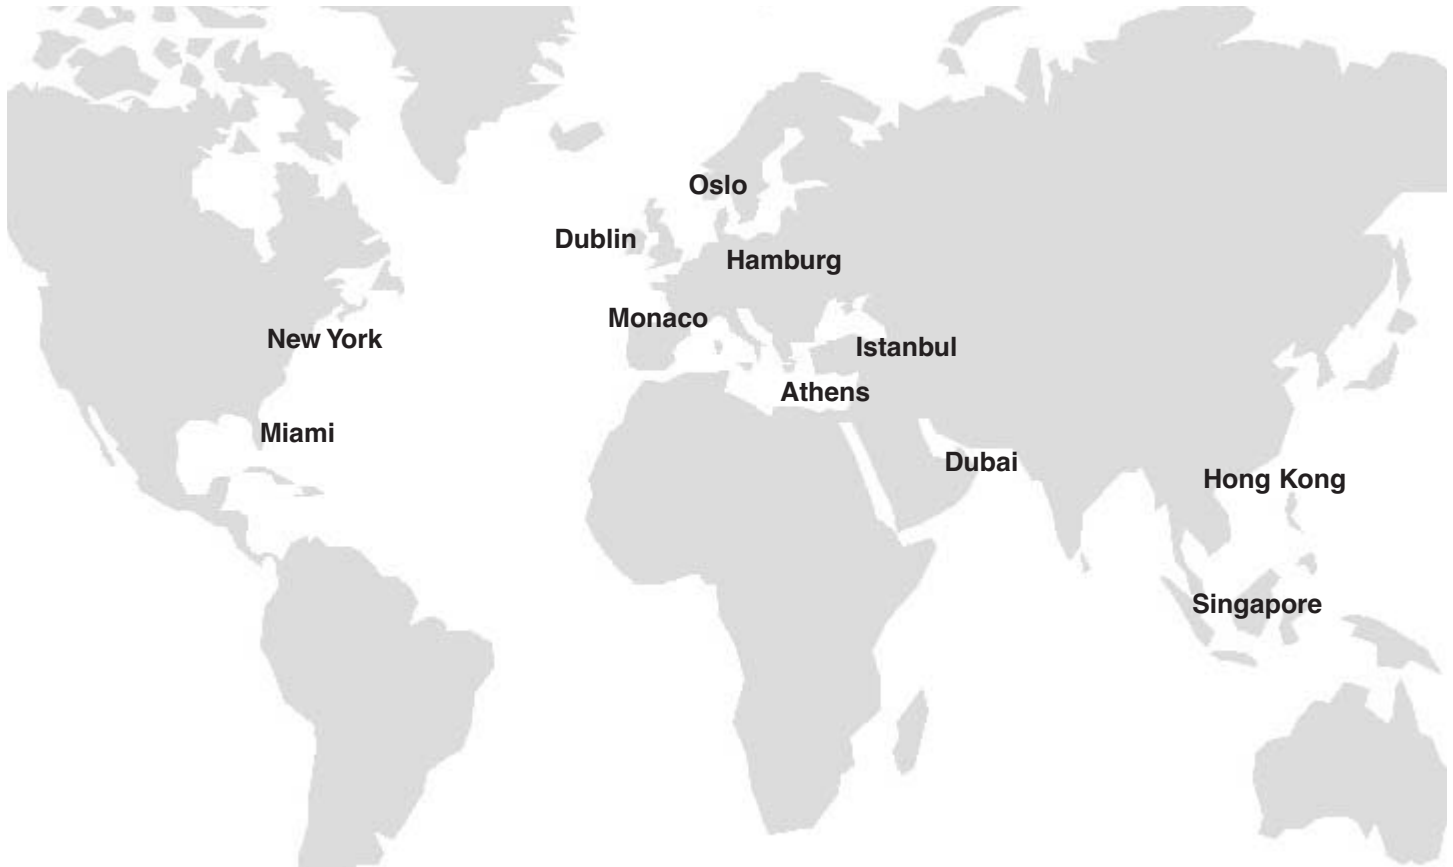 Oslo
Dublin
Hamburg
Monaco
New York
Istanbul
Athens
Miami
Dubai
Hong Kong
Singapore